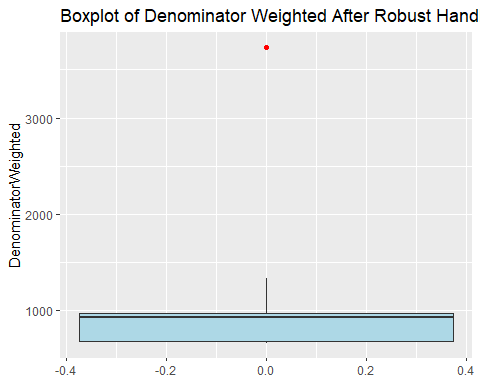 Boxplot of Denominator Weighted After Robust Hand
DenominatorWeighted
3000
2000
1000
-0.4 -0.2 0.0 0.2 0.4